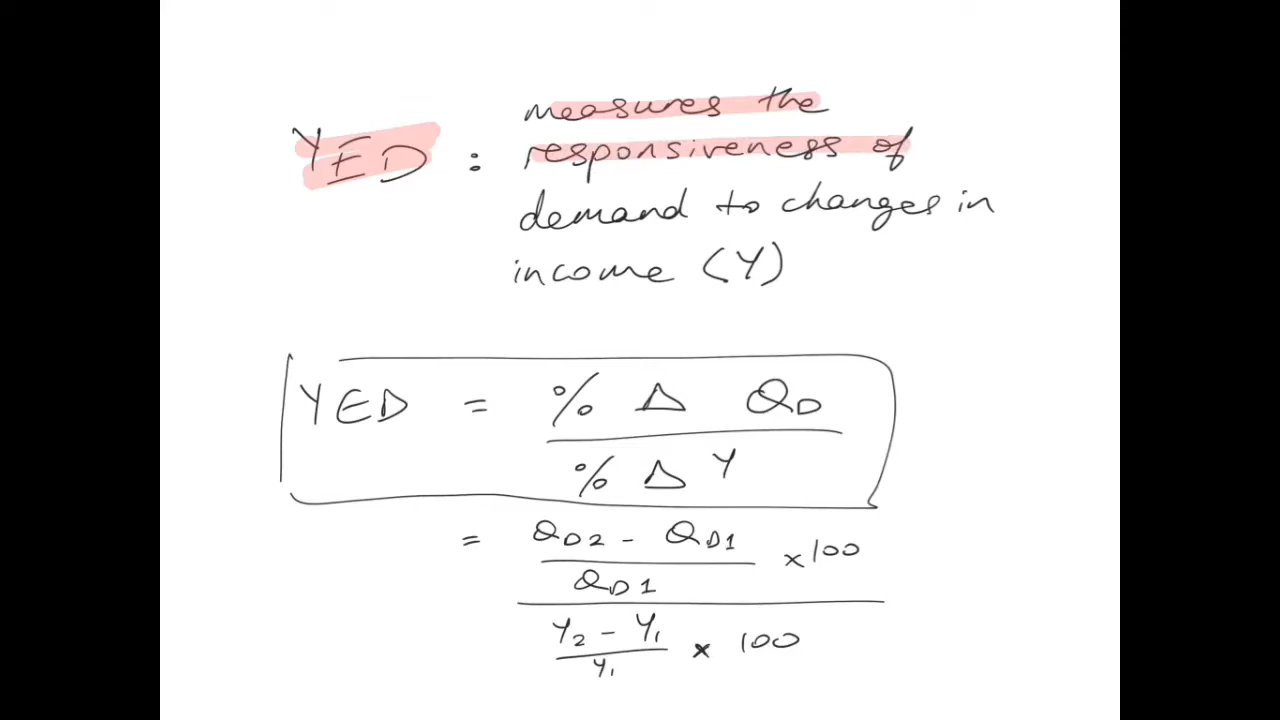 measures the
YED : responsiveness of
demand to changes in
income (Y)
YED = % Δ QD
% Δ Y
= QD2 - QD1
QD1
x 100
Y2 - Y1
Y1
x 100